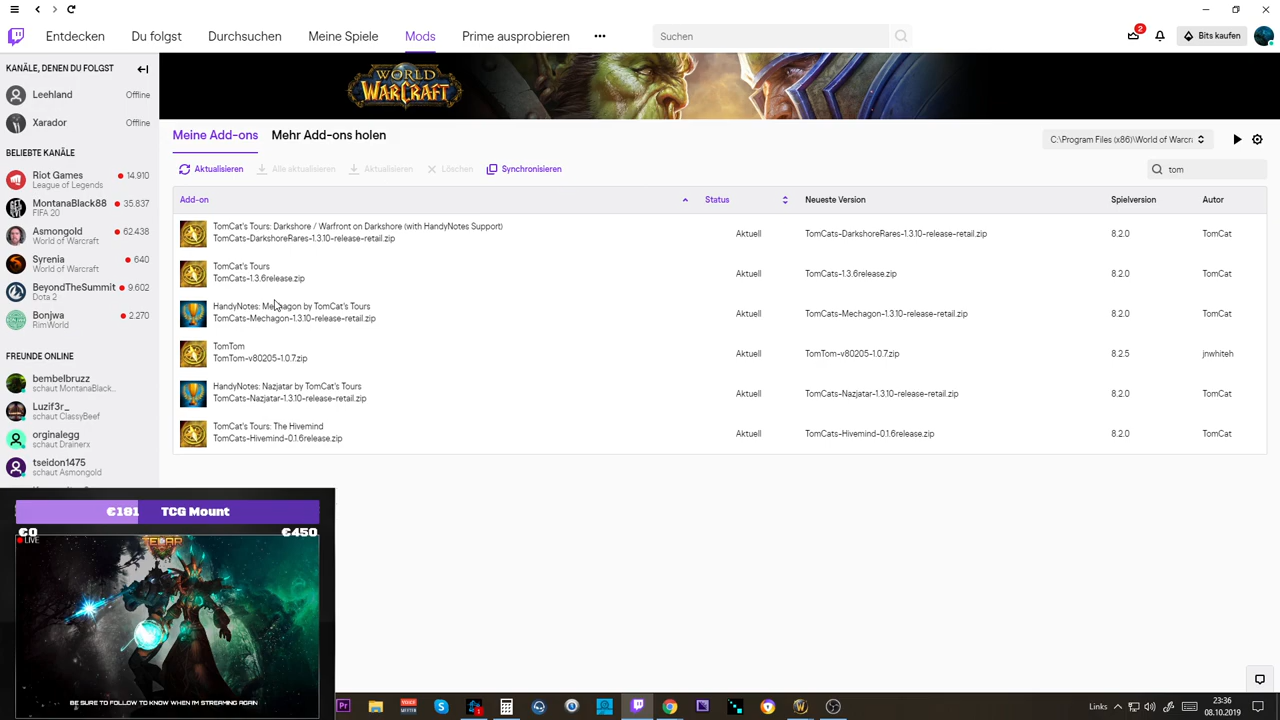 Entdecken
Du folgst
Durchsuchen
Meine Spiele
Mods
Prime ausprobieren
Suchen
2
Bits kaufen
KANÄLE, DENEN DU FOLGST
Leehland Offline
Xarador Offline
BELIEBTE KANÄLE
Riot Games 14.910
League of Legends
MontanaBlack88 35.837
FIFA 20
Asmongold 62.438
World of Warcraft
Syrenia 640
World of Warcraft
BeyondTheSummit 9.602
Dota 2
Bonjwa 2.270
RimWorld
FREUNDE ONLINE
bembelbruzz
schaut MontanaBlack...
Luzif3r_
schaut ClassyBeef
orginalegg
schaut Drainerx
tseidon1475
schaut Asmongold
WORLD
OF
WARCRAFT
Meine Add-ons
Mehr Add-ons holen
C:\Program Files (x86)\World of Warcr
Aktualisieren
Alle aktualisieren
Aktualisieren
Löschen
Synchronisieren
tom
Add-on Status Neueste Version Spielversion Autor
TomCat's Tours: Darkshore / Warfront on Darkshore (with HandyNotes Support)
TomCats-DarkshoreRares-1.3.10-release-retail.zip
Aktuell TomCats-DarkshoreRares-1.3.10-release-retail.zip 8.2.0 TomCat
TomCat's Tours
TomCats-1.3.6release.zip
Aktuell TomCats-1.3.6release.zip 8.2.0 TomCat
HandyNotes: Mechagon by TomCat's Tours
TomCats-Mechagon-1.3.10-release-retail.zip
Aktuell TomCats-Mechagon-1.3.10-release-retail.zip 8.2.0 TomCat
TomTom
TomTom-v80205-1.0.7.zip
Aktuell TomTom-v80205-1.0.7.zip 8.2.5 jnwhiteh
HandyNotes: Nazjatar by TomCat's Tours
TomCats-Nazjatar-1.3.10-release-retail.zip
Aktuell TomCats-Nazjatar-1.3.10-release-retail.zip 8.2.0 TomCat
TomCat's Tours: The Hivemind
TomCats-Hivemind-0.1.6release.zip
Aktuell TomCats-Hivemind-0.1.6release.zip 8.2.0 TomCat
€181 TCG Mount
€0 €450
LIVE
BE SURE TO FOLLOW TO KNOW WHEN I'M STREAMING AGAIN
Links
23:36
08.10.2019